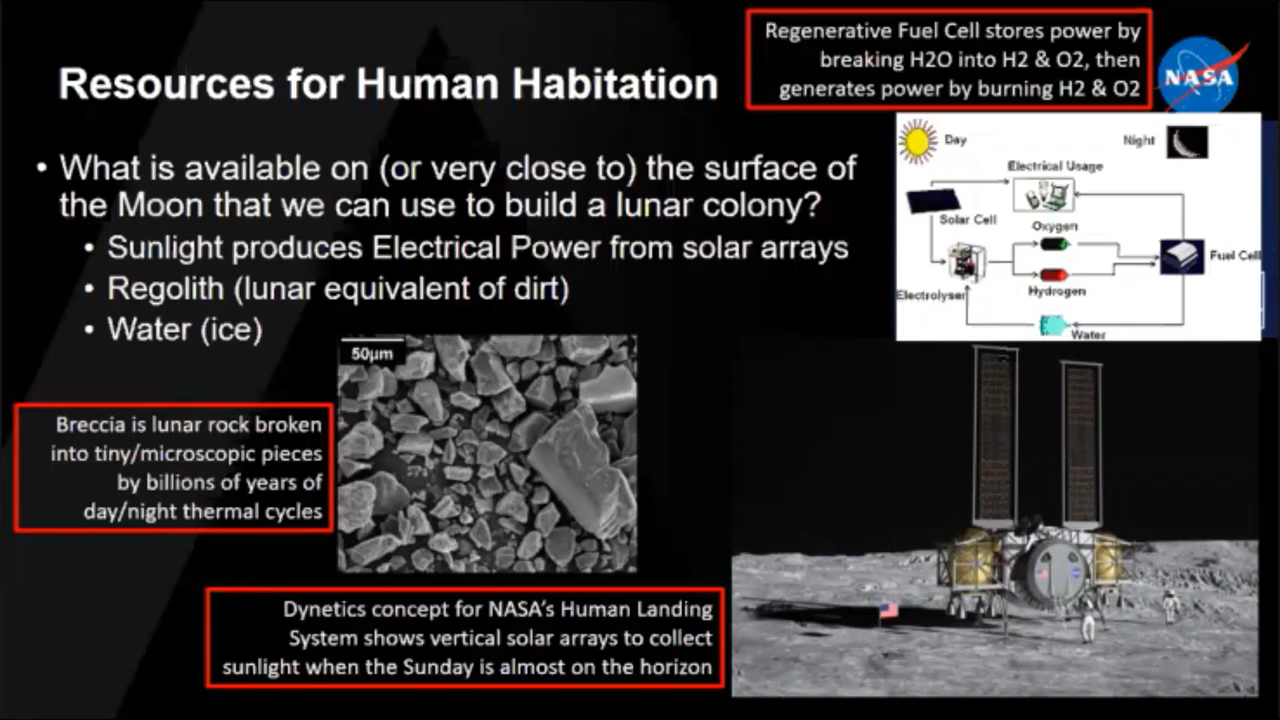 Regenerative Fuel Cell stores power by
breaking H2O into H2 & O2, then
generates power by burning H2 & O2
NASA
Resources for Human Habitation
• What is available on (or very close to) the surface of
the Moon that we can use to build a lunar colony?
• Sunlight produces Electrical Power from solar arrays
• Regolith (lunar equivalent of dirt)
• Water (ice)
Day
Night
Electrical Usage
Solar Cell
Oxygen
Fuel Cell
Electrolyser
Hydrogen
Water
50µm
Breccia is lunar rock broken
into tiny/microscopic pieces
by billions of years of
day/night thermal cycles
Dynetics concept for NASA's Human Landing
System shows vertical solar arrays to collect
sunlight when the Sunday is almost on the horizon